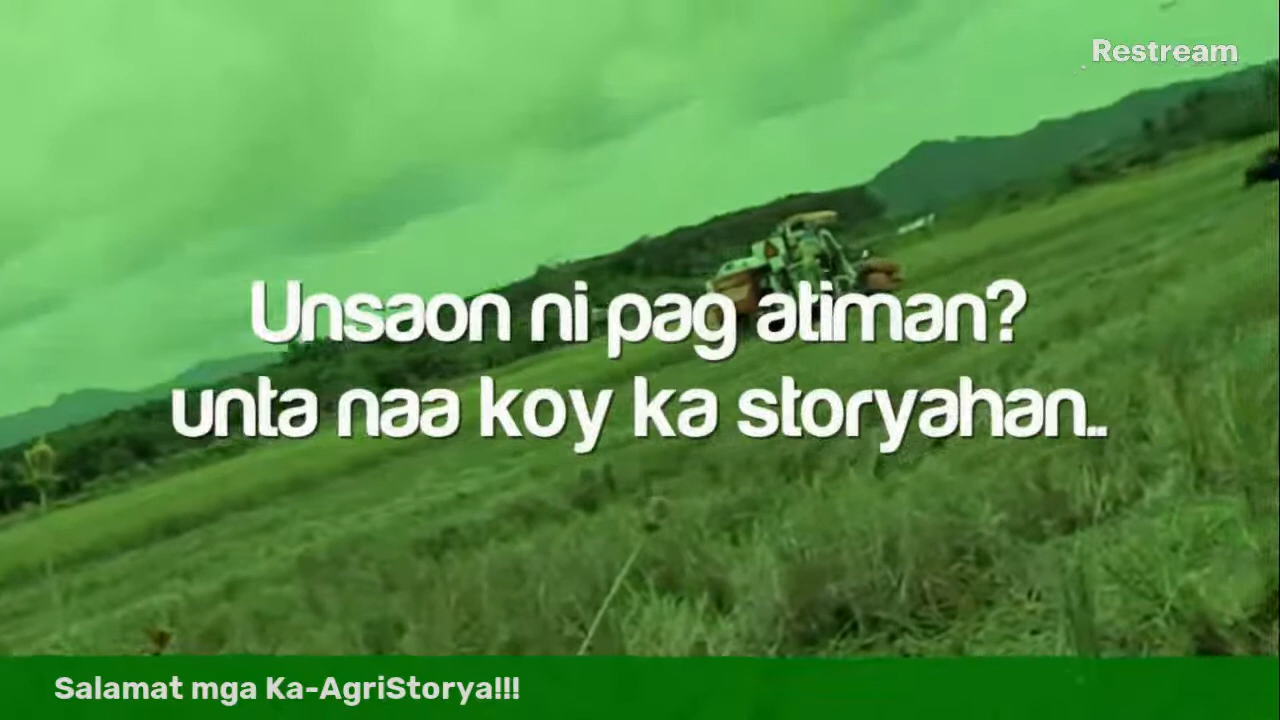 Restream
Unsaon ni pag atiman?
unta naa koy ka storyahan..
Salamat mga Ka-AgriStorya!!!